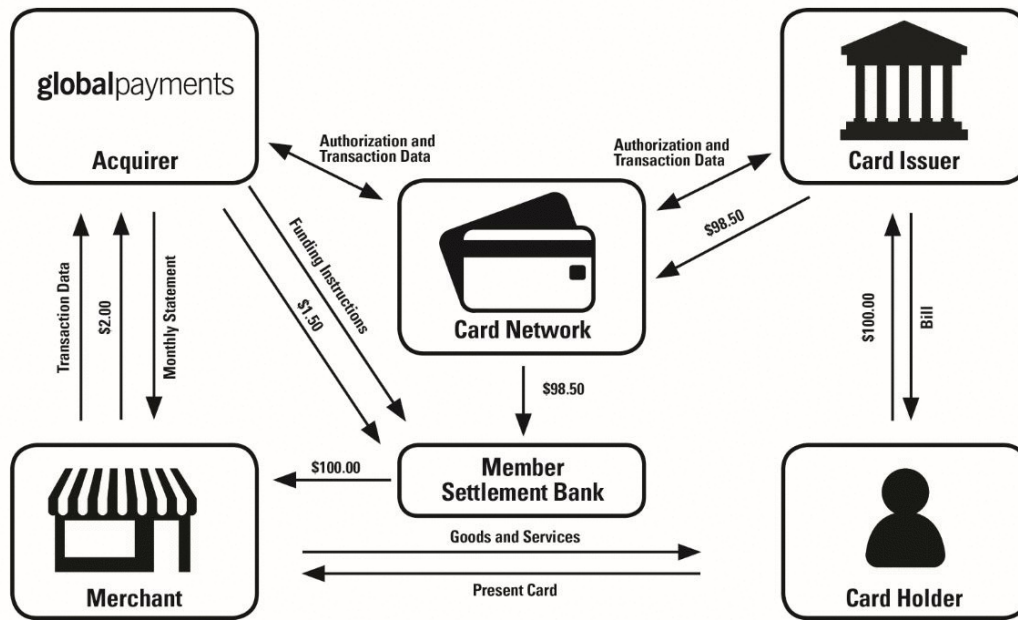 globalpayments
Acquirer
Authorization and
Transaction Data
Authorization and
Transaction Data
Card Issuer
Card Network
$98.50
Funding Instructions
$1.50
Transaction Data
$2.00
Monthly Statement
$100.00
Bill
$98.50
Member
Settlement Bank
$100.00
Goods and Services
Present Card
Merchant
Card Holder